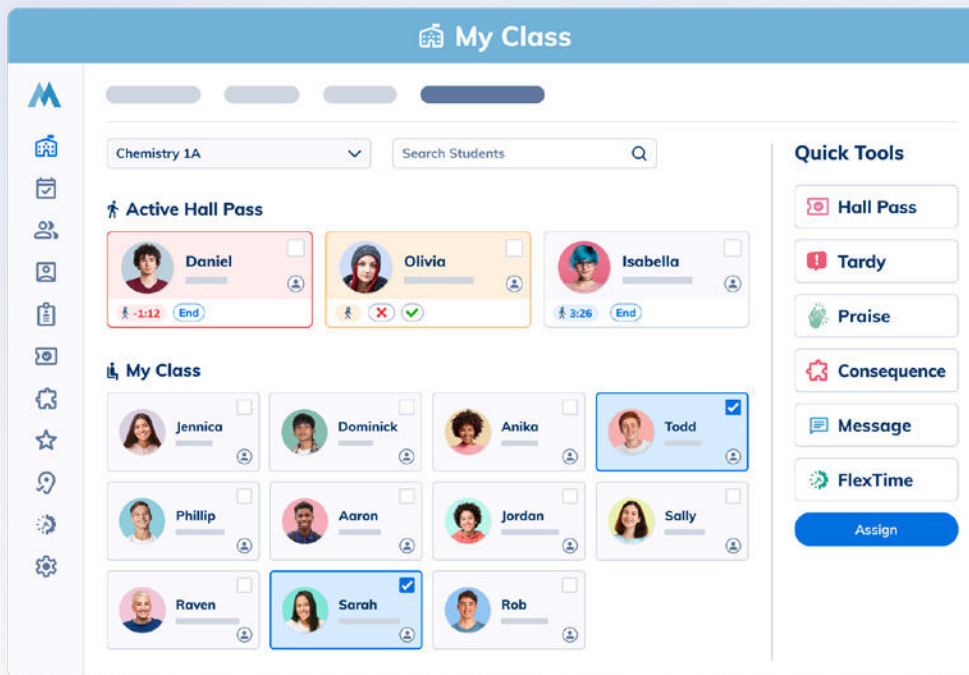 My Class
Chemistry 1A
Search Students
Active Hall Pass
Daniel
Olivia
Isabella
-1:12 End
3:26 End
My Class
Jennica
Dominick
Anika
Todd
Phillip
Aaron
Jordan
Sally
Raven
Sarah
Rob
Quick Tools
Hall Pass
Tardy
Praise
Consequence
Message
FlexTime
Assign